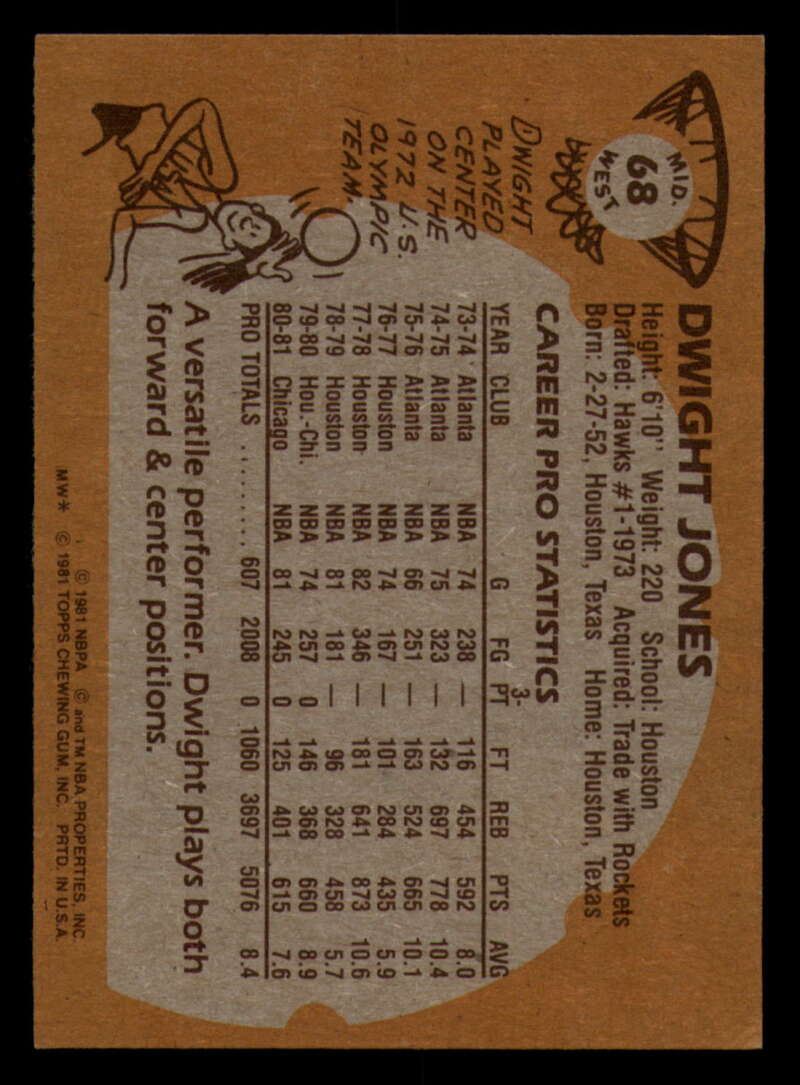 MID.
68
WEST
DWIGHT JONES
Height: 6'10" Weight: 220 School: Houston
Drafted: Hawks #1-1973 Acquired: Trade with Rockets
Born: 2-27-52, Houston, Texas Home: Houston, Texas
DWIGHT
PLAYED
CENTER
ON THE
1972 U.S.
OLYMPIC
TEAM.
CAREER PRO STATISTICS
YEAR CLUB G FG 3-PT FT REB PTS AVG
73-74 Atlanta NBA 74 238 — 116 454 592 8.0
74-75 Atlanta NBA 75 323 — 132 697 778 10.4
75-76 Atlanta NBA 66 251 — 163 524 665 10.1
76-77 Houston NBA 74 167 — 101 284 435 5.9
77-78 Houston NBA 82 346 — 181 641 873 10.6
78-79 Houston NBA 81 181 — 96 328 458 5.7
79-80 Hou.-Chi. NBA 74 257 0 146 368 660 8.9
80-81 Chicago NBA 81 245 0 125 401 615 7.6
PRO TOTALS ......... 607 2008 0 1060 3697 5076 8.4
A versatile performer. Dwight plays both
forward & center positions.
© 1981 NBPA © and TM NBA PROPERTIES, INC.
MW* © 1981 TOPPS CHEWING GUM, INC. PRTD. IN U.S.A.